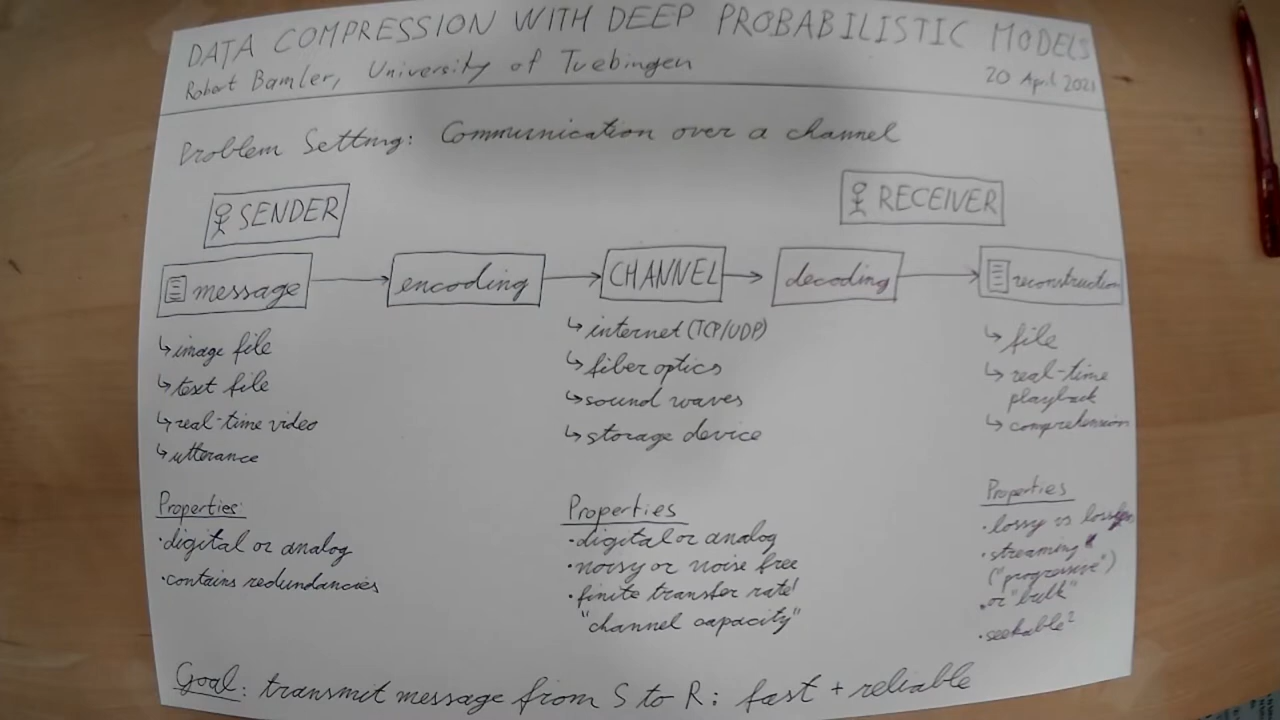 DATA COMPRESSION WITH DEEP PROBABILISTIC MODELS
Robert Bamler, University of Tuebingen
20 April 2021
Problem Setting: Communication over a channel
SENDER
RECEIVER
message
encoding
CHANNEL
decoding
reconstruction
↳ image file
↳ text file
↳ real-time video
↳ utterance
Properties:
• digital or analog
• contains redundancies
↳ internet (TCP/UDP)
↳ fiber optics
↳ sound waves
↳ storage device
Properties
• digital or analog
• noisy or noise free
• finite transfer rate
"channel capacity"
↳ file
↳ real-time
playback
↳ comprehension
Properties
• lossy vs lossless
• streaming
("progressive")
or "bulk"
• seekable?
Goal: transmit message from S to R: fast + reliable